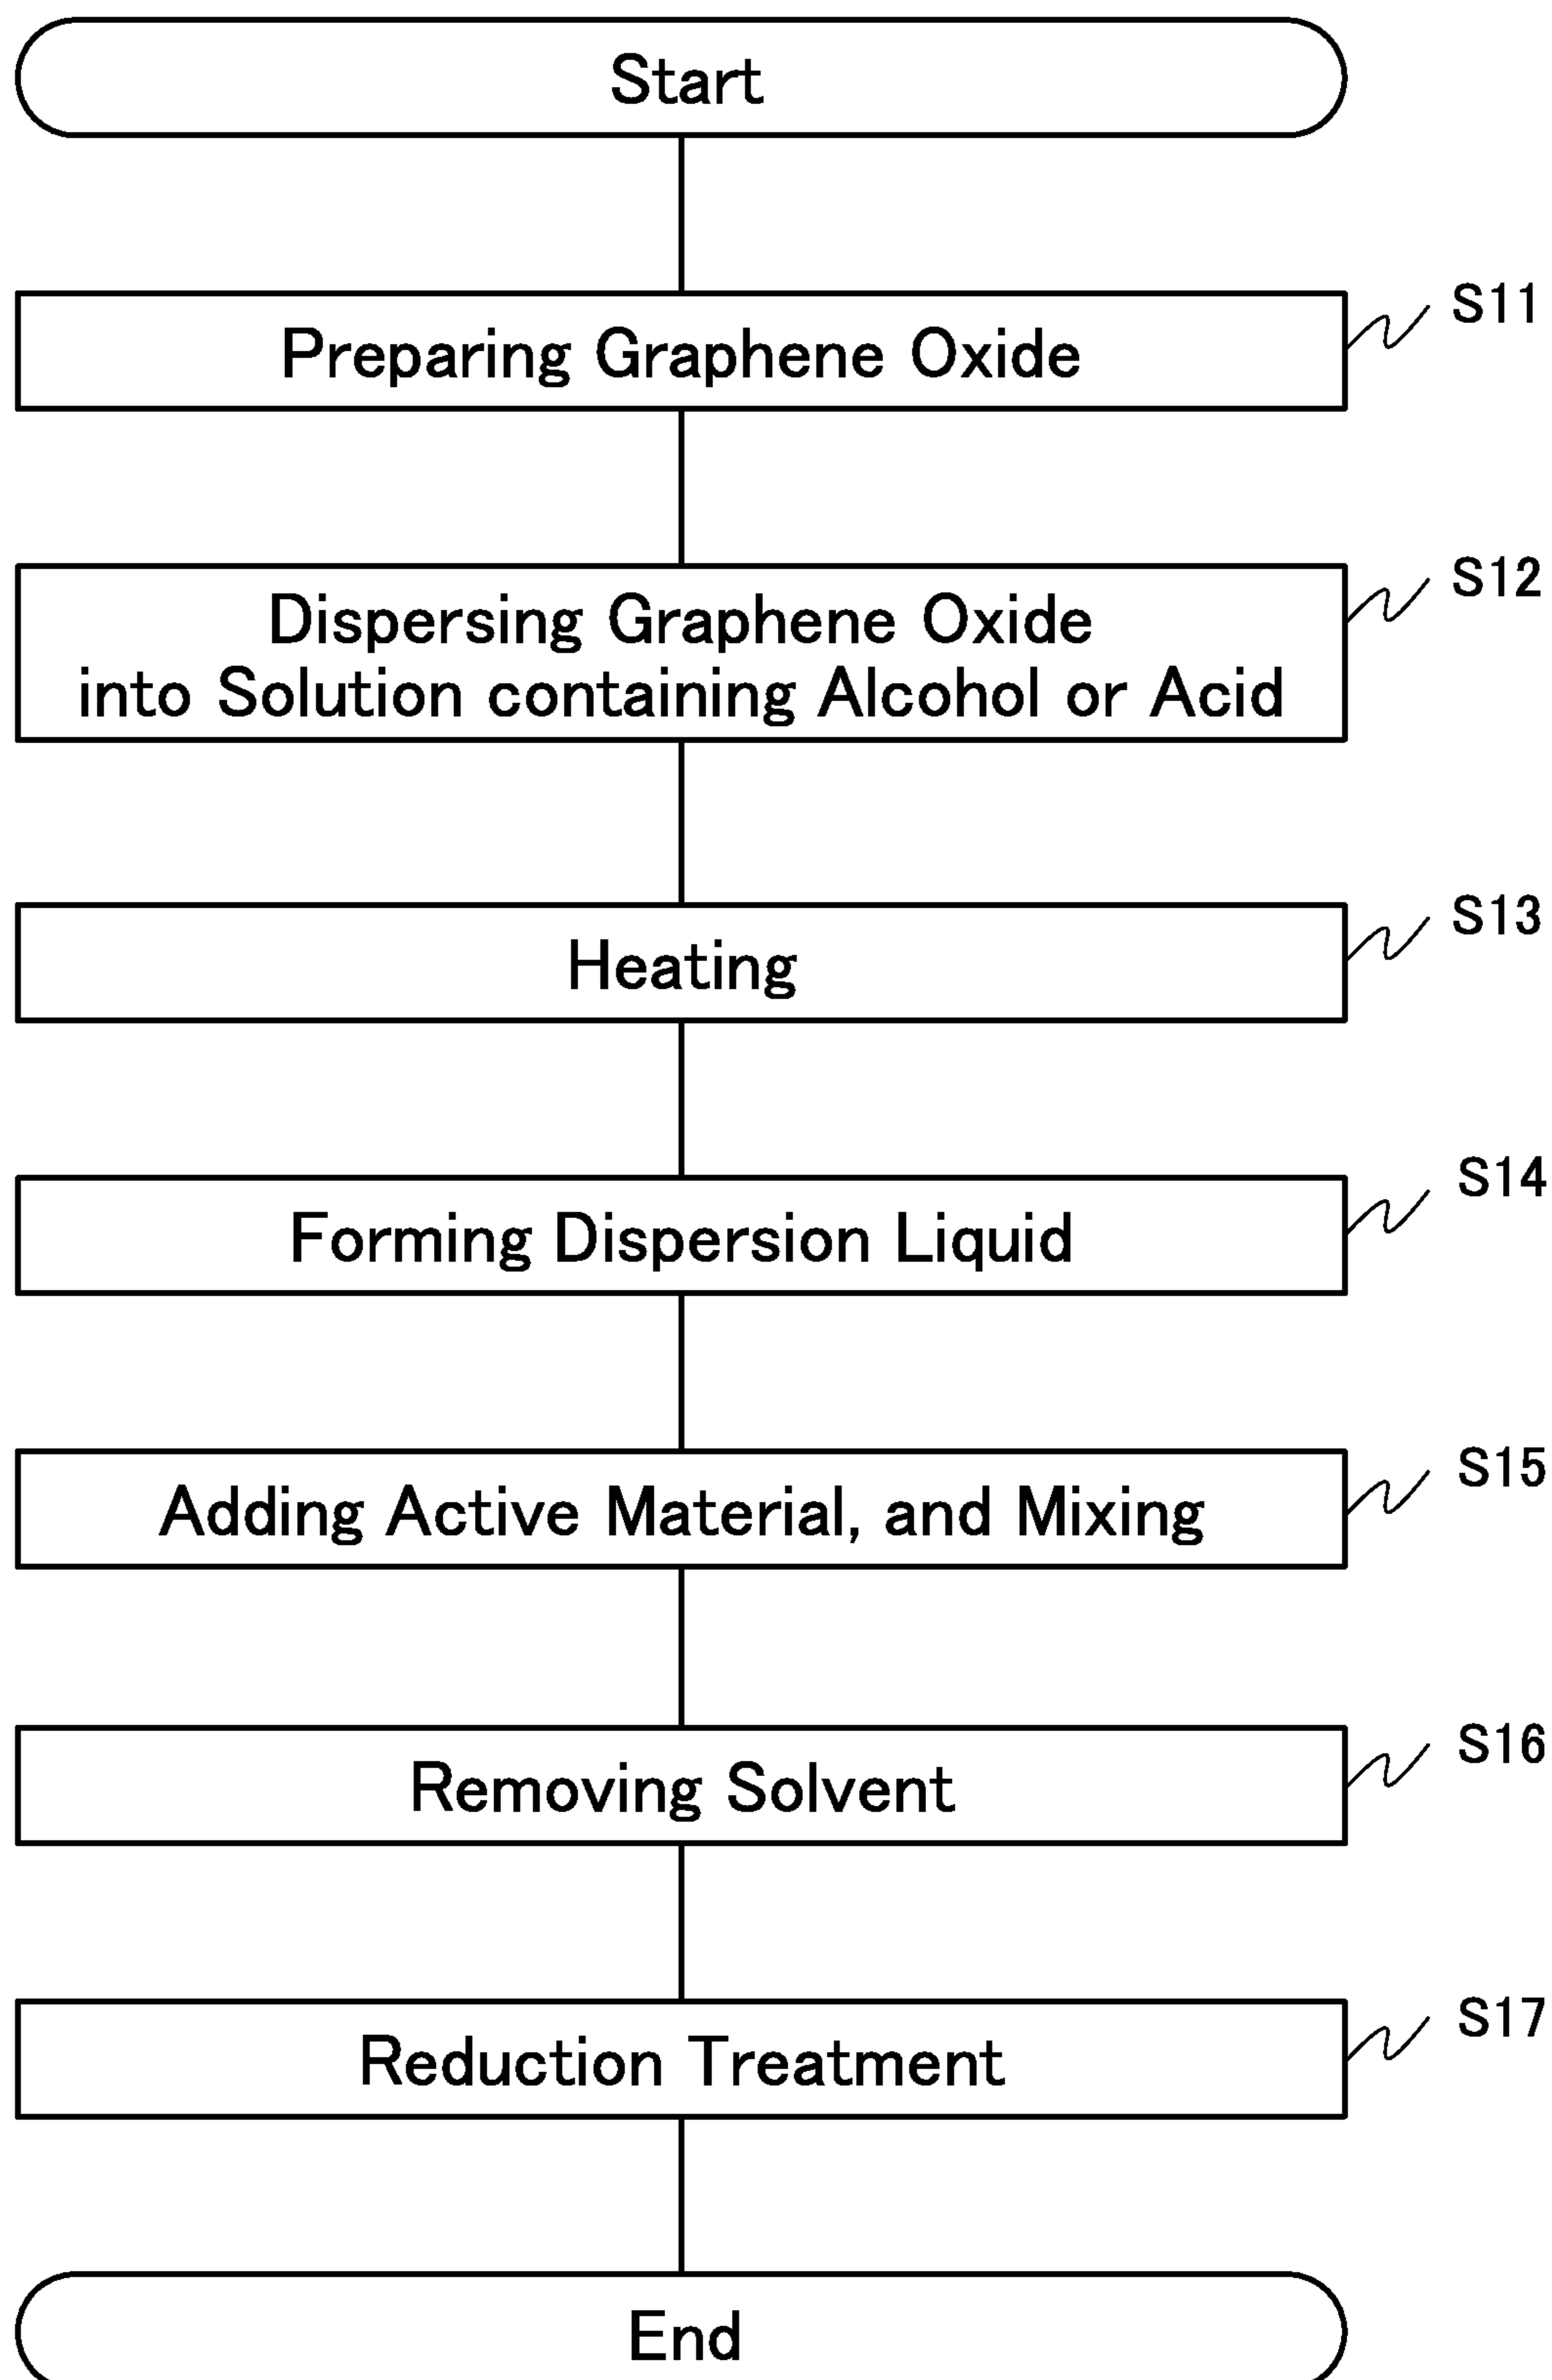 Start
Preparing Graphene Oxide
S11
Dispersing Graphene Oxide
into Solution containing Alcohol or Acid
S12
Heating
S13
Forming Dispersion Liquid
S14
Adding Active Material, and Mixing
S15
Removing Solvent
S16
Reduction Treatment
S17
End